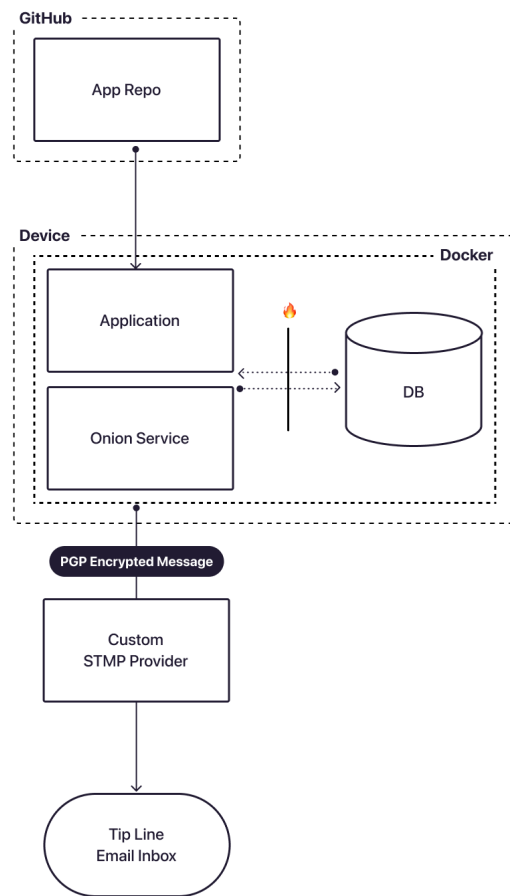 GitHub
App Repo
Device
Docker
Application
Onion Service
DB
PGP Encrypted Message
Custom
STMP Provider
Tip Line
Email Inbox